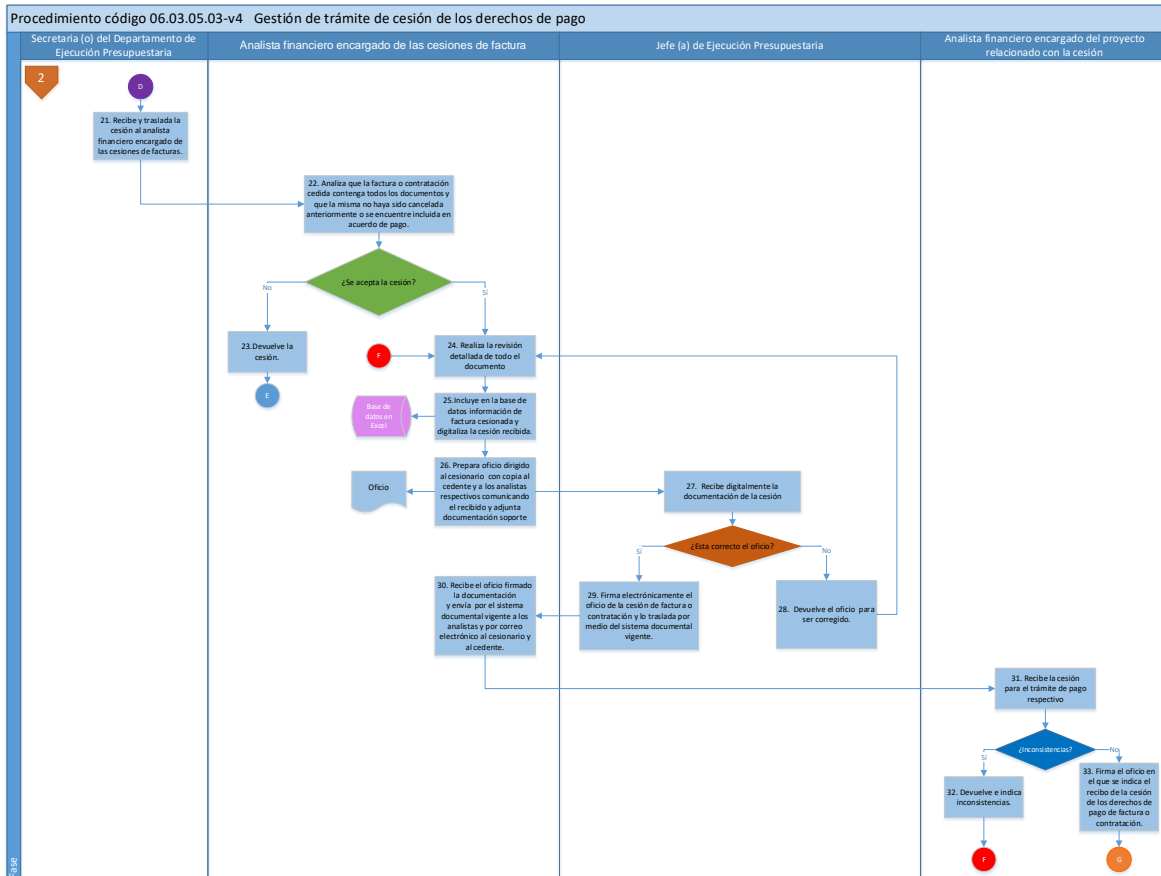 Procedimiento código 06.03.05.03-v4   Gestión de trámite de cesión de los derechos de pago
Secretaria (o) del Departamento de
Ejecución Presupuestaria
Analista financiero encargado de las cesiones de factura
Jefe (a) de Ejecución Presupuestaria
Analista financiero encargado del proyecto
relacionado con la cesión
2
D
21. Recibe y traslada la
cesión al analista
financiero encargado de
las cesiones de facturas.
22. Analiza que la factura o contratación
cedida contenga todos los documentos y
que la misma no haya sido cancelada
anteriormente o se encuentre incluida en
acuerdo de pago.
¿Se acepta la cesión?
No
Sí
23.Devuelve la
cesión.
E
F
24. Realiza la revisión
detallada de todo el
documento
Base de
datos en
Excel
25.Incluye en la base de
datos información de
factura cesionada y
digitaliza la cesión recibida.
Oficio
26. Prepara oficio dirigido
al cesionario  con copia al
cedente y a los analistas
respectivos comunicando
el recibido y adjunta
documentación soporte
27.  Recibe digitalmente la
documentación de la cesión
¿Esta correcto el oficio?
Sí
No
28.  Devuelve el oficio  para
ser corregido.
29. Firma electrónicamente el
oficio de la cesión de factura o
contratación y lo traslada por
medio del sistema documental
vigente.
30. Recibe el oficio firmado
la documentación
y envía  por el sistema
documental vigente a los
analistas y por correo
electrónico al cesionario y
al cedente.
31. Recibe la cesión
para el trámite de pago
respectivo
¿Inconsistencias?
Sí
No
32. Devuelve e indica
inconsistencias.
33. Firma el oficio en
el que se indica el
recibo de la cesión
de los derechos de
pago de factura o
contratación.
F
G
Fase